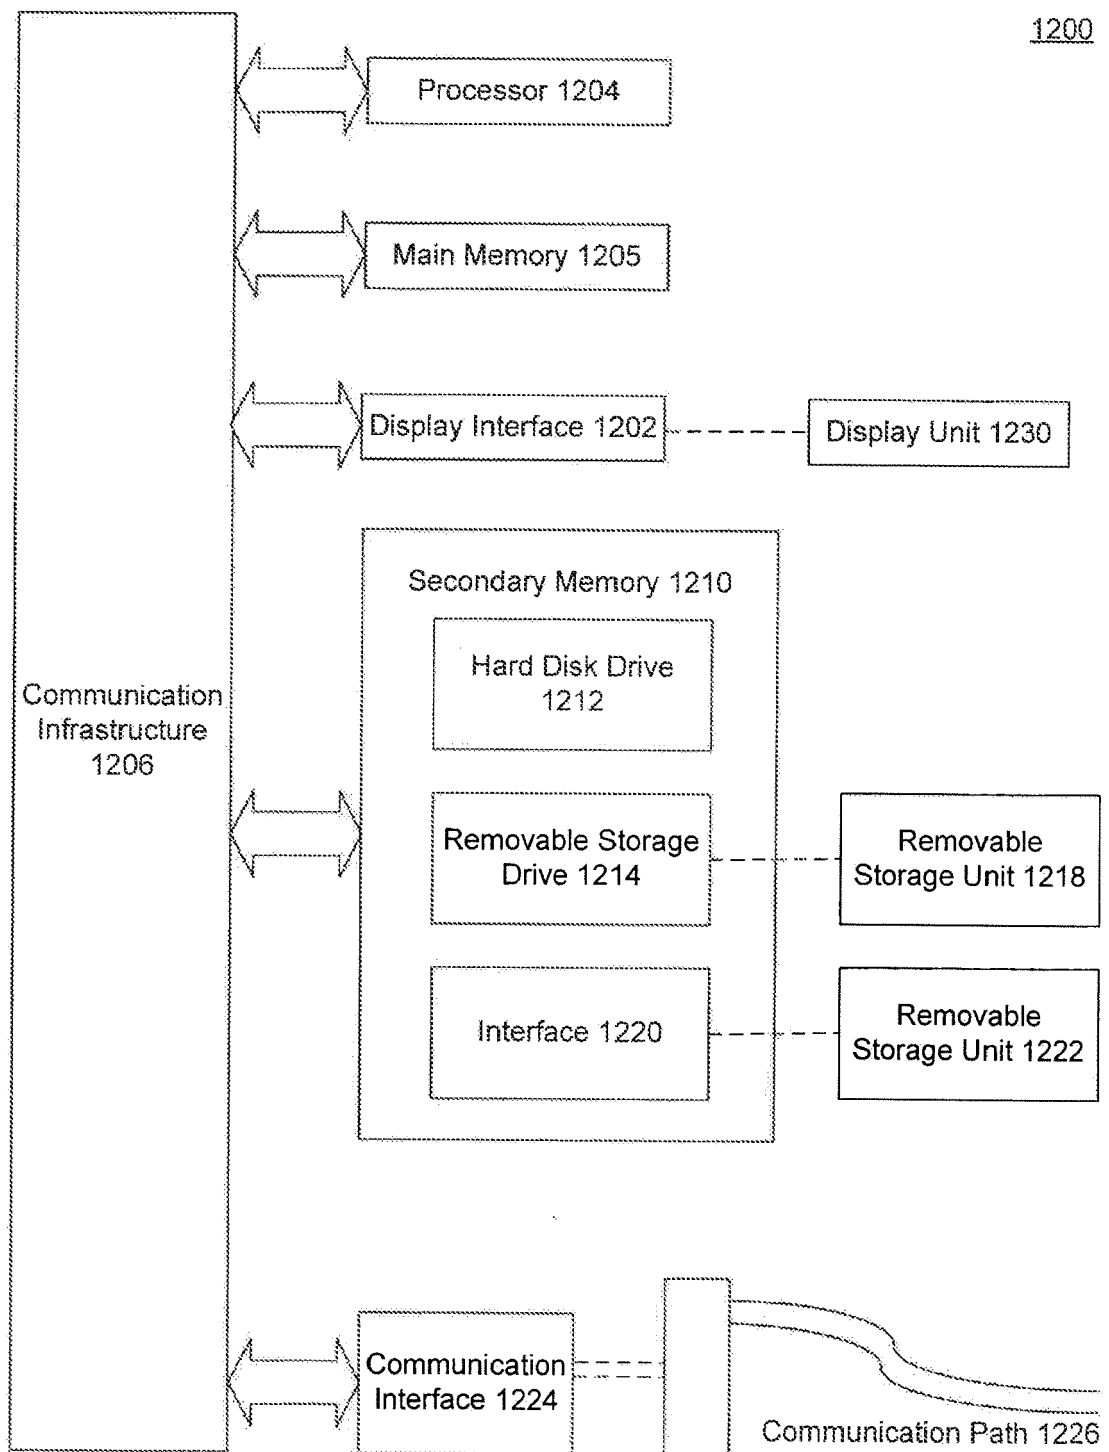 1200
Processor 1204
Main Memory 1205
Display Interface 1202
Display Unit 1230
Secondary Memory 1210
Hard Disk Drive
1212
Communication
Infrastructure
1206
Removable Storage
Drive 1214
Removable
Storage Unit 1218
Interface 1220
Removable
Storage Unit 1222
Communication
Interface 1224
Communication Path 1226